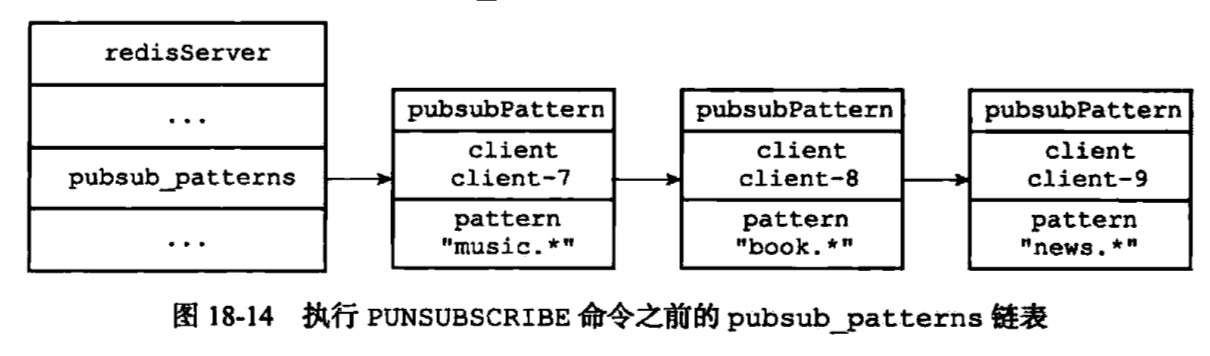 redisServer
...
pubsub_patterns
...
pubsubPattern
client
client-7
pattern
"music.*"
pubsubPattern
client
client-8
pattern
"book.*"
pubsubPattern
client
client-9
pattern
"news.*"
图 18-14 执行 PUNSUBSCRIBE 命令之前的 pubsub_patterns 链表